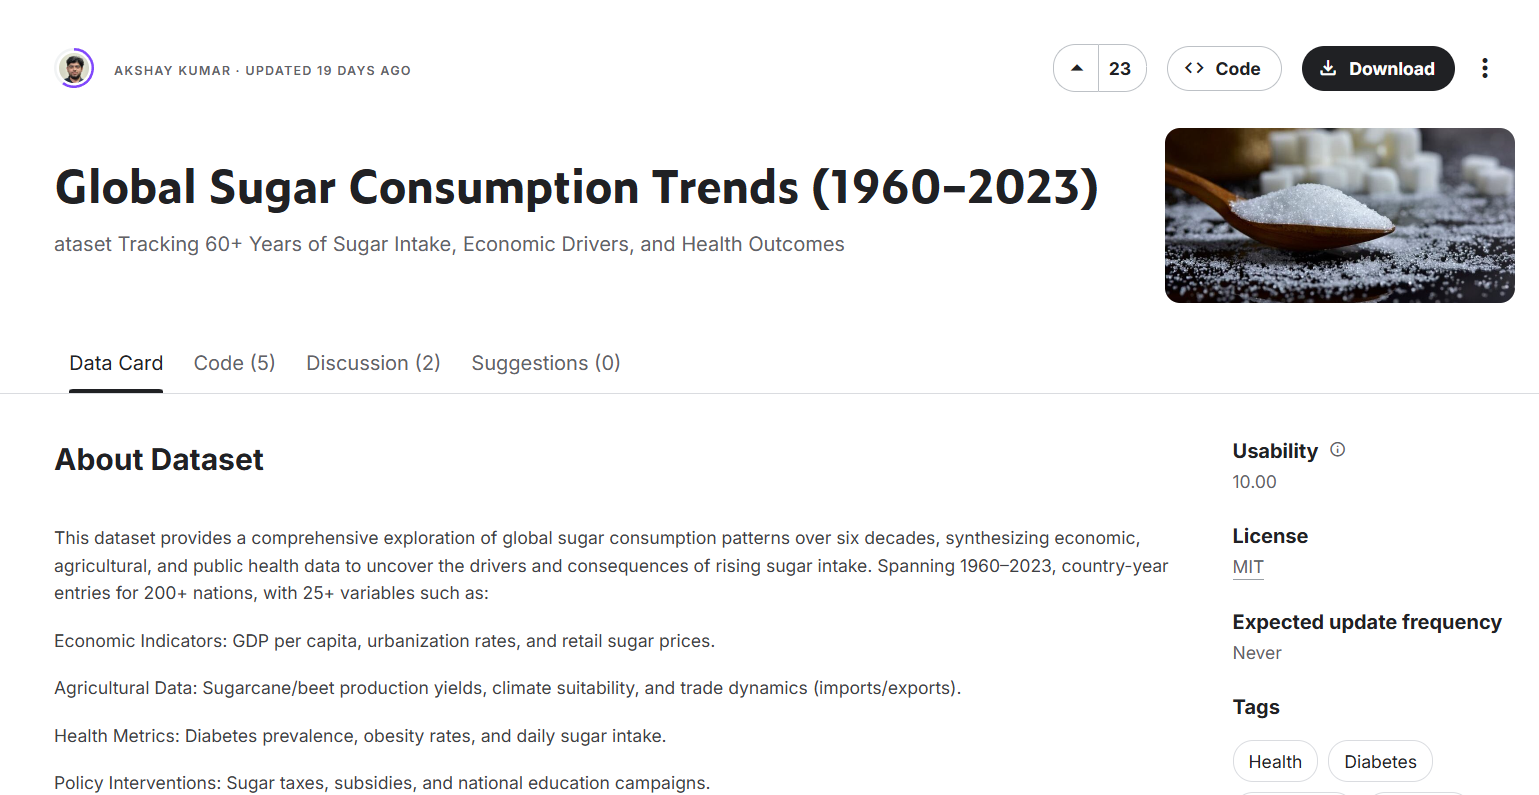 AKSHAY KUMAR · UPDATED 19 DAYS AGO
23
Code
Download
Global Sugar Consumption Trends (1960–2023)
ataset Tracking 60+ Years of Sugar Intake, Economic Drivers, and Health Outcomes
Data Card
Code (5)
Discussion (2)
Suggestions (0)
About Dataset
This dataset provides a comprehensive exploration of global sugar consumption patterns over six decades, synthesizing economic,
agricultural, and public health data to uncover the drivers and consequences of rising sugar intake. Spanning 1960–2023, country-year
entries for 200+ nations, with 25+ variables such as:
Economic Indicators: GDP per capita, urbanization rates, and retail sugar prices.
Agricultural Data: Sugarcane/beet production yields, climate suitability, and trade dynamics (imports/exports).
Health Metrics: Diabetes prevalence, obesity rates, and daily sugar intake.
Policy Interventions: Sugar taxes, subsidies, and national education campaigns.
Usability
10.00
License
MIT
Expected update frequency
Never
Tags
Health
Diabetes